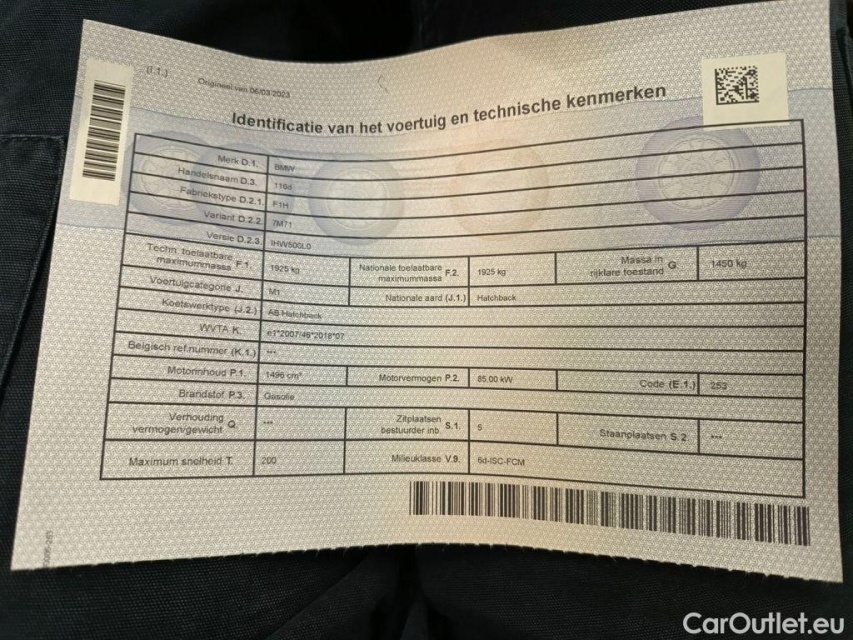 (I.1.)
Origineel van 06/03/2023
Identificatie van het voertuig en technische kenmerken
Merk D.1. BMW
Handelsnaam D.3. 116d
Fabriekstype D.2.1. F1H
Variant D.2.2. 7M71
Versie D.2.3. IHW500L0
Techn. toelaatbare maximummassa F.1. 1925 kg Nationale toelaatbare maximummassa F.2. 1925 kg Massa in rijklare toestand G. 1450 kg
Voertuigcategorie J. M1 Nationale aard (J.1.) Hatchback
Koetswerktype (J.2.) AB Hatchback
WVTA K. e1*2007/46*2018*07
Belgisch ref.nummer (K.1.) ---
Motorinhoud P.1. 1496 cm³ Motorvermogen P.2. 85.00 kW Code (E.1.) 253
Brandstof P.3. Gasolie
Verhouding vermogen/gewicht Q. --- Zitplaatsen bestuurder inb. S.1. 5 Staanplaatsen S.2. ---
Maximum snelheid T. 200 Milieuklasse V.9. 6d-ISC-FCM
CarOutlet.eu